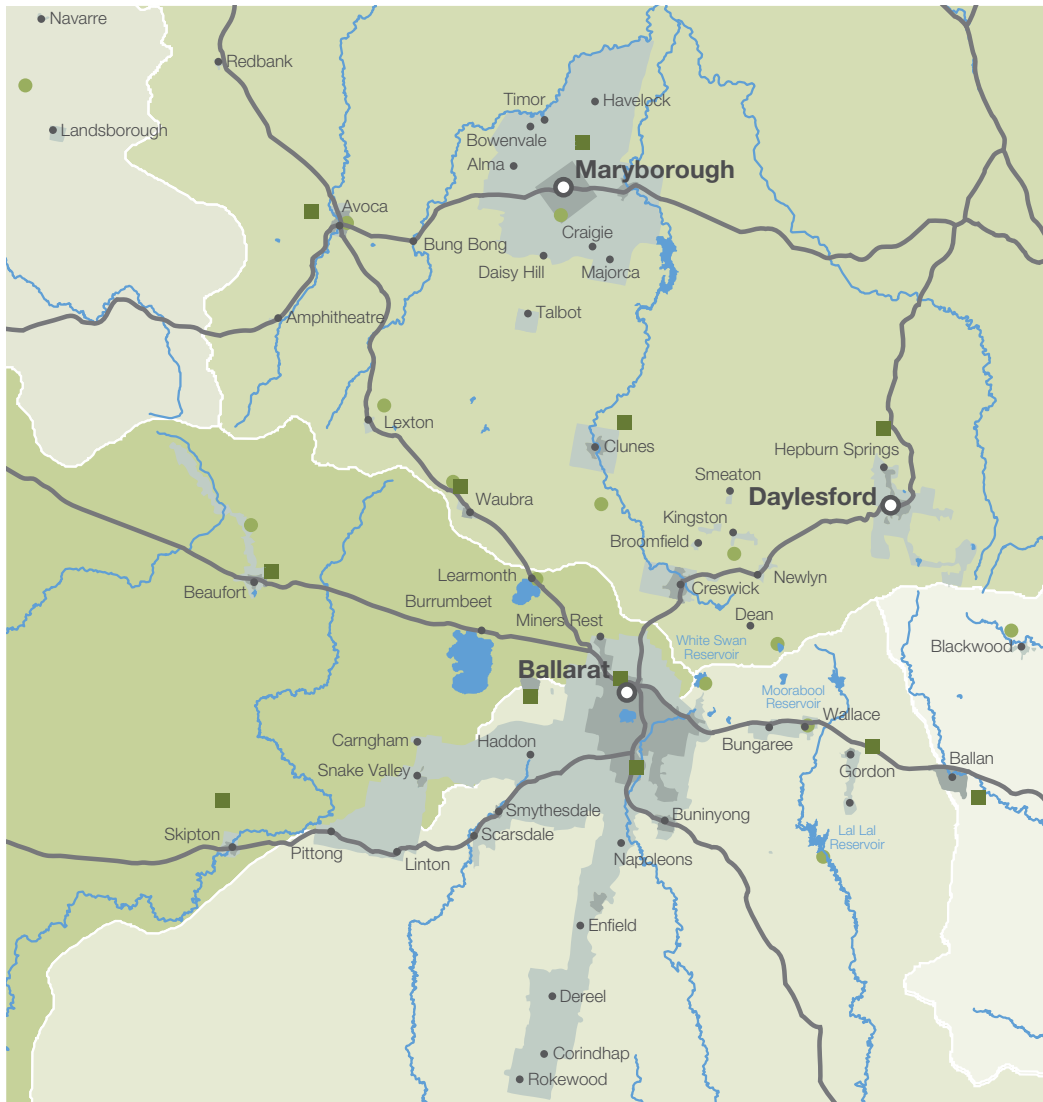 Navarre
Redbank
Timor
Havelock
Landsborough
Bowenvale
Alma
Maryborough
Avoca
Bung Bong
Craigie
Daisy Hill
Majorca
Talbot
Amphitheatre
Lexton
Clunes
Hepburn Springs
Smeaton
Daylesford
Waubra
Kingston
Broomfield
Learmonth
Newlyn
Beaufort
Creswick
Burrumbeet
Dean
Miners Rest
White Swan
Reservoir
Blackwood
Ballarat
Moorabool
Reservoir
Wallace
Carngham
Haddon
Bungaree
Ballan
Gordon
Snake Valley
Smythesdale
Buninyong
Skipton
Scarsdale
Lal Lal
Reservoir
Pittong
Linton
Napoleons
Enfield
Dereel
Corindhap
Rokewood